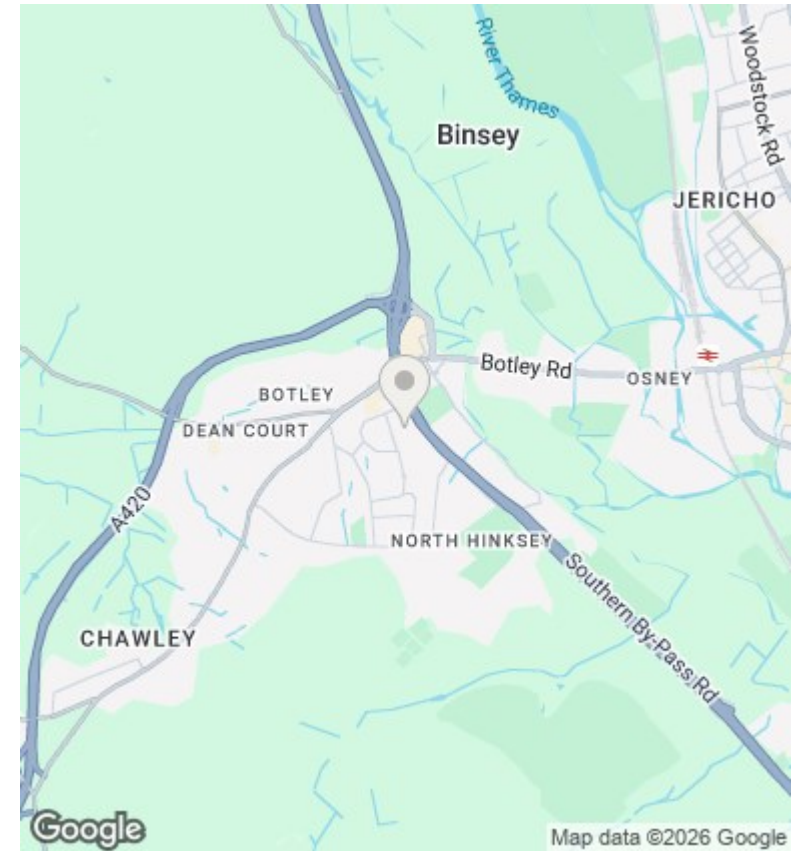 River Thames
Woodstock Rd
Binsey
JERICHO
Botley Rd
OSNEY
BOTLEY
DEAN COURT
A420
NORTH HINKSEY
Southern By-Pass Rd
CHAWLEY
Google
Map data ©2026 Google